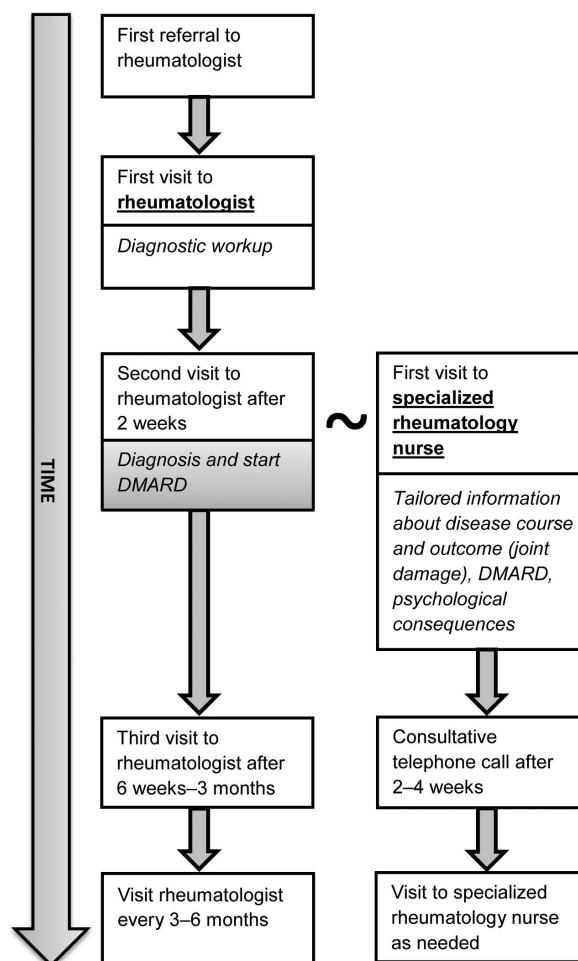 First referral to
rheumatologist
First visit to
rheumatologist
Diagnostic workup
Second visit to
rheumatologist after
2 weeks
Diagnosis and start
DMARD
~
First visit to
specialized
rheumatology
nurse
Tailored information
about disease course
and outcome (joint
damage), DMARD,
psychological
consequences
TIME
Third visit to
rheumatologist after
6 weeks–3 months
Consultative
telephone call after
2–4 weeks
Visit rheumatologist
every 3–6 months
Visit to specialized
rheumatology nurse
as needed